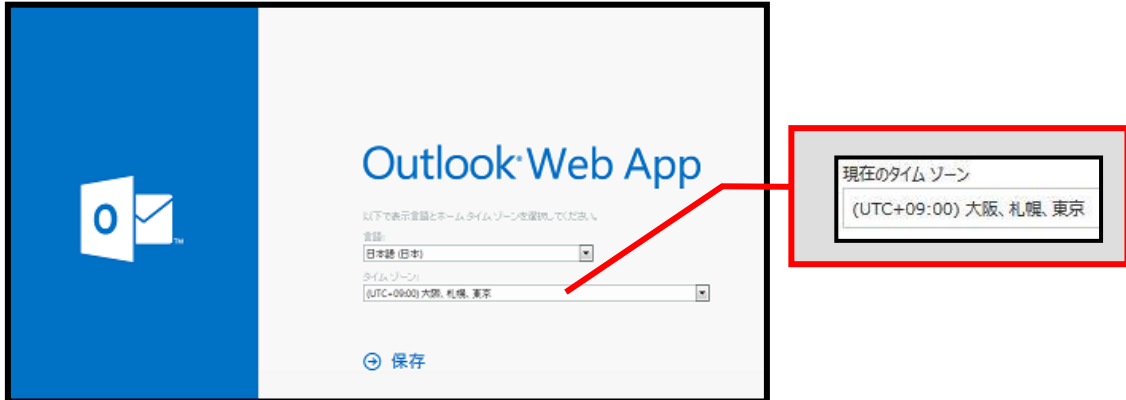 Outlook Web App
以下で表示言語とホーム タイム ゾーンを選択してください。
言語:
日本語 (日本)
タイム ゾーン:
(UTC+09:00) 大阪、札幌、東京
保存
O
TM
現在のタイム ゾーン
(UTC+09:00) 大阪、札幌、東京